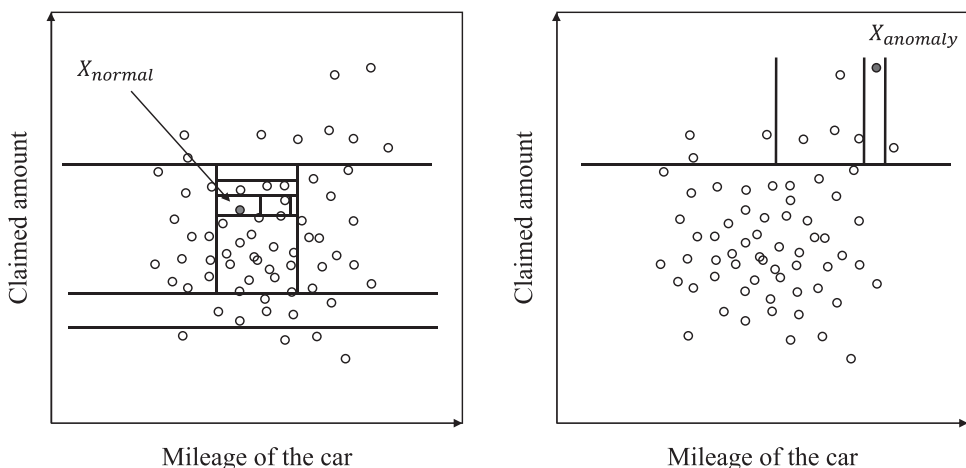 X_normal
Claimed amount
Mileage of the car
X_anomaly
Claimed amount
Mileage of the car